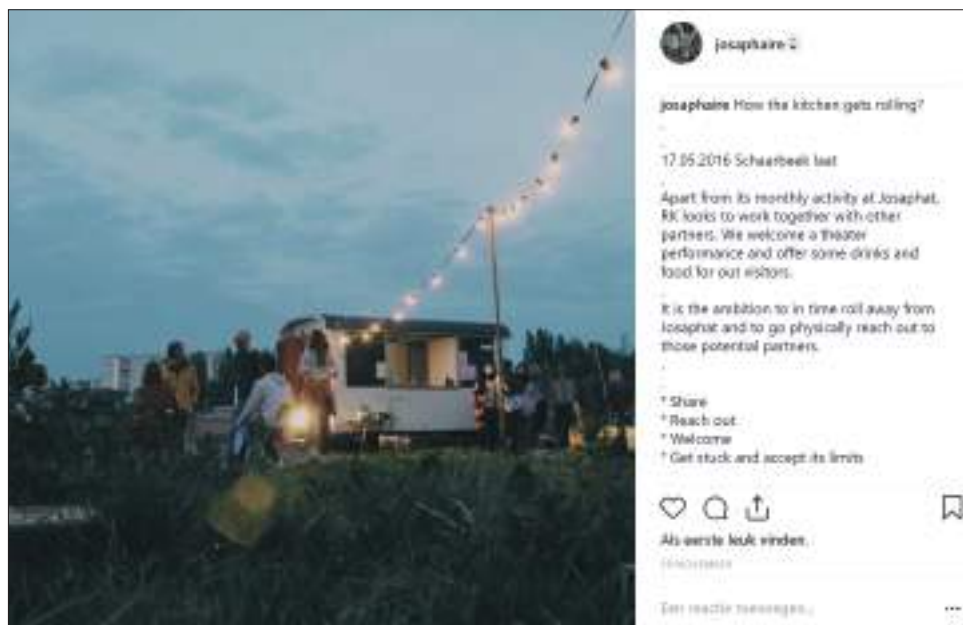 josaphaire
josaphaire How the kitchen gets rolling?
.
.
17.05.2016 Schaarbeek laat
.
Apart from its monthly activity at Josaphat,
RK looks to work together with other
partners. We welcome a theater
performance and offer some drinks and
food for our visitors.
.
It is the ambition to in time roll away from
Josaphat and to go physically reach out to
those potential partners.
.
.
* Share
* Reach out
* Welcome
* Get stuck and accept its limits
Als eerste leuk vinden.
Een reactie toevoegen...